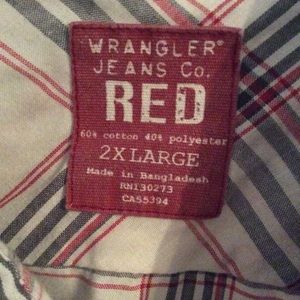 WRANGLER®
JEANS Co.
RED
60% cotton 40% polyester
2XLARGE
Made in Bangladesh
RN130273
CA55394